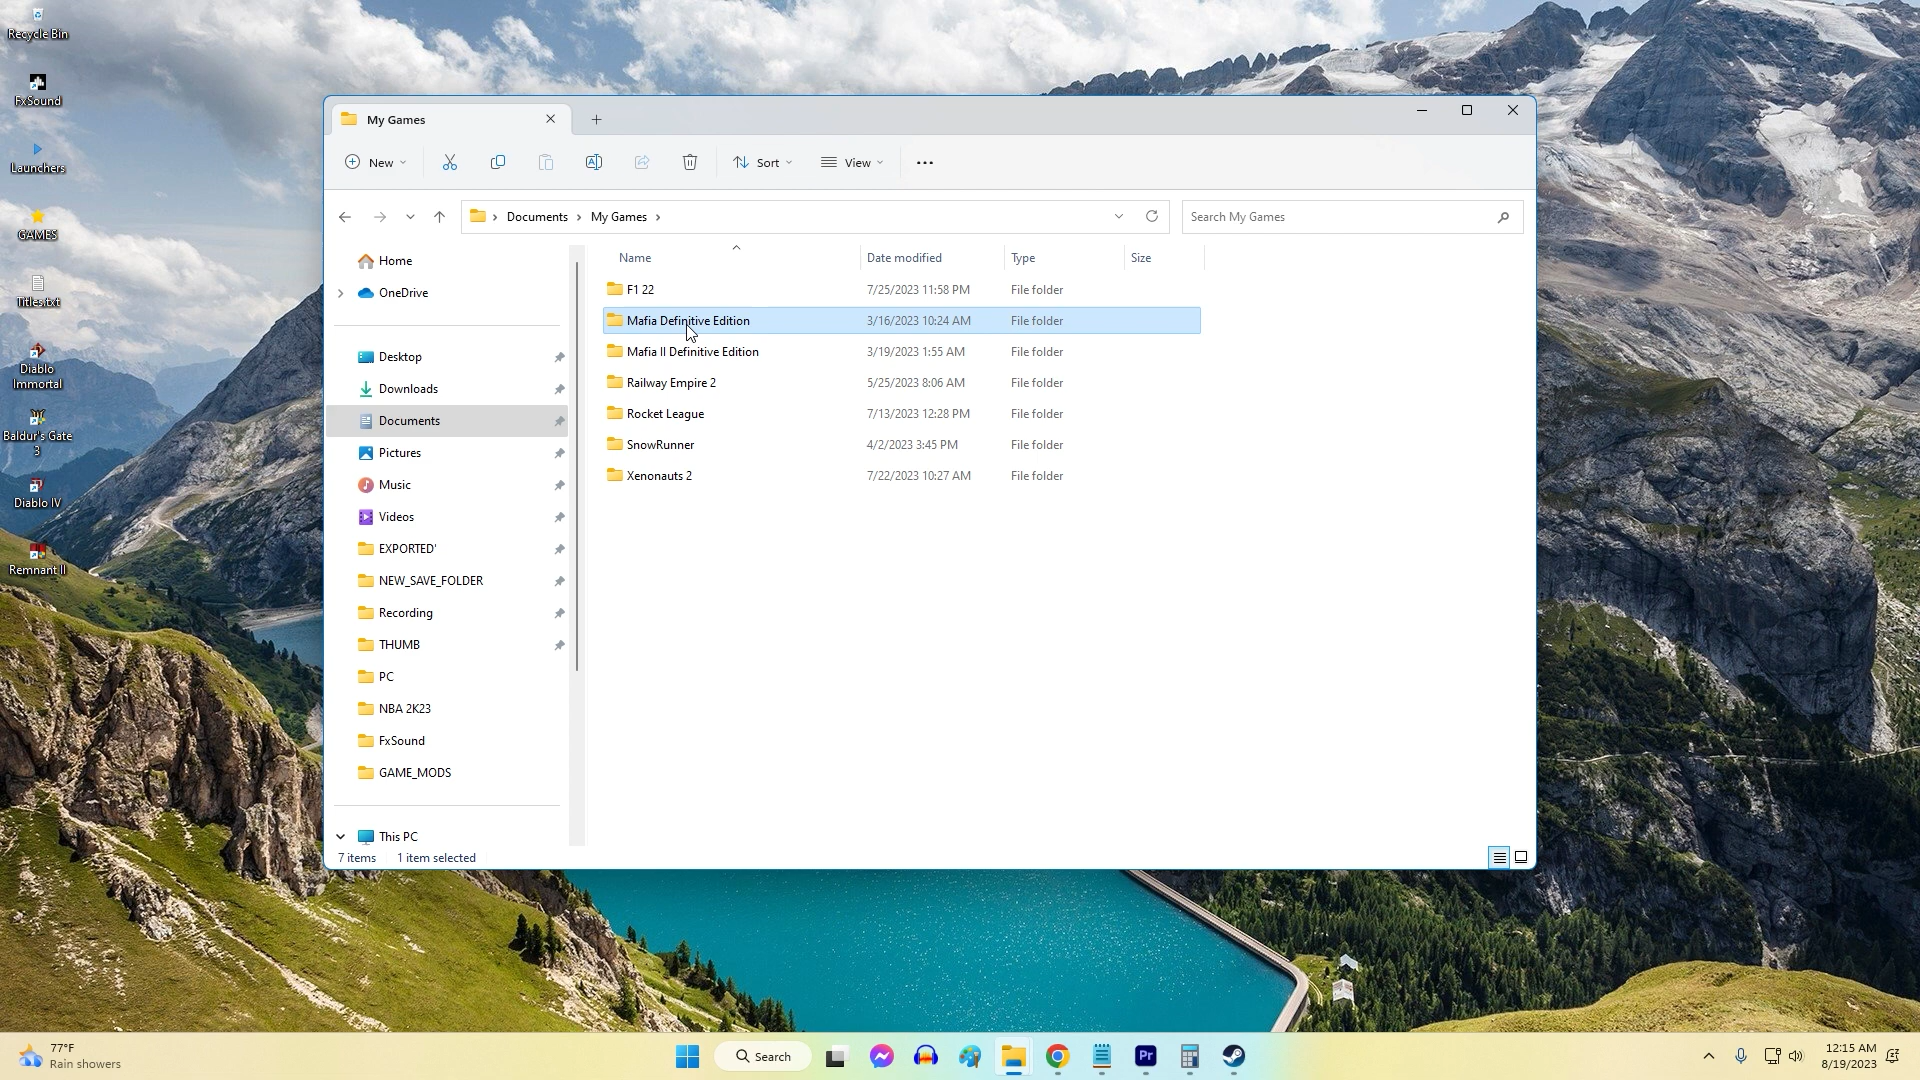 Recycle Bin
FxSound
Launchers
GAMES
Titles.txt
Diablo
Immortal
Baldur's Gate
3
Diablo IV
Remnant II
My Games
New
Sort
View
Documents
My Games
Search My Games
Home
OneDrive
Desktop
Downloads
Documents
Pictures
Music
Videos
EXPORTED'
NEW_SAVE_FOLDER
Recording
THUMB
PC
NBA 2K23
FxSound
GAME_MODS
This PC
Name Date modified Type Size
F1 22 7/25/2023 11:58 PM File folder
Mafia Definitive Edition 3/16/2023 10:24 AM File folder
Mafia II Definitive Edition 3/19/2023 1:55 AM File folder
Railway Empire 2 5/25/2023 8:06 AM File folder
Rocket League 7/13/2023 12:28 PM File folder
SnowRunner 4/2/2023 3:45 PM File folder
Xenonauts 2 7/22/2023 10:27 AM File folder
7 items 1 item selected
77°F
Rain showers
Search
Pr
12:15 AM
8/19/2023